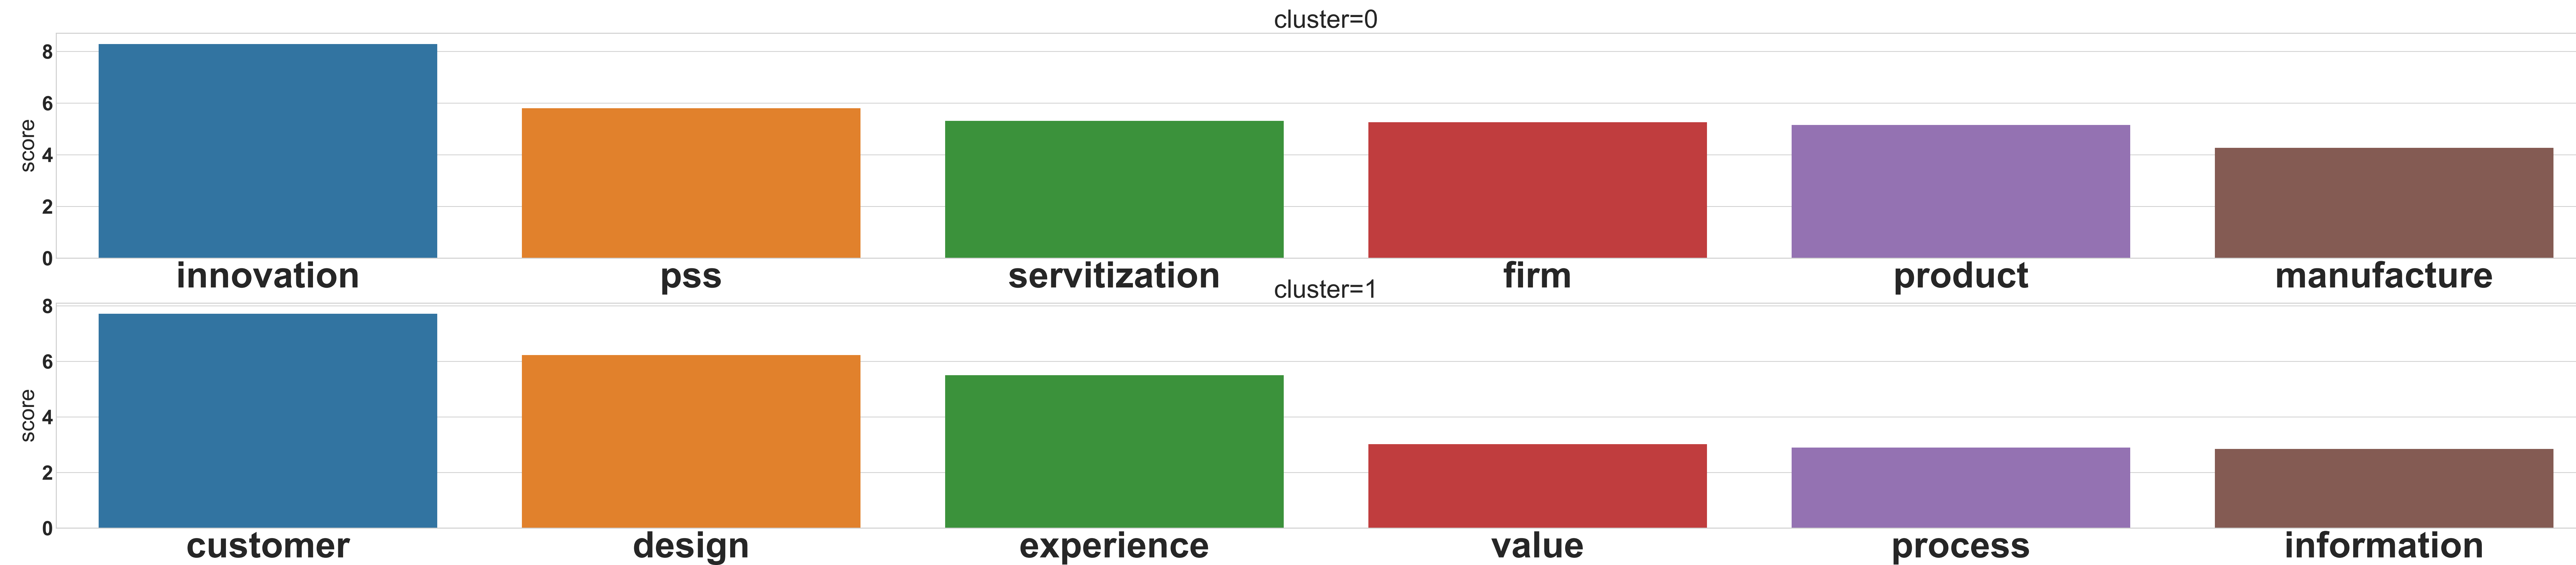 cluster=0
score
8
6
4
2
0
innovation pss servitization firm product manufacture
cluster=1
score
8
6
4
2
0
customer design experience value process information